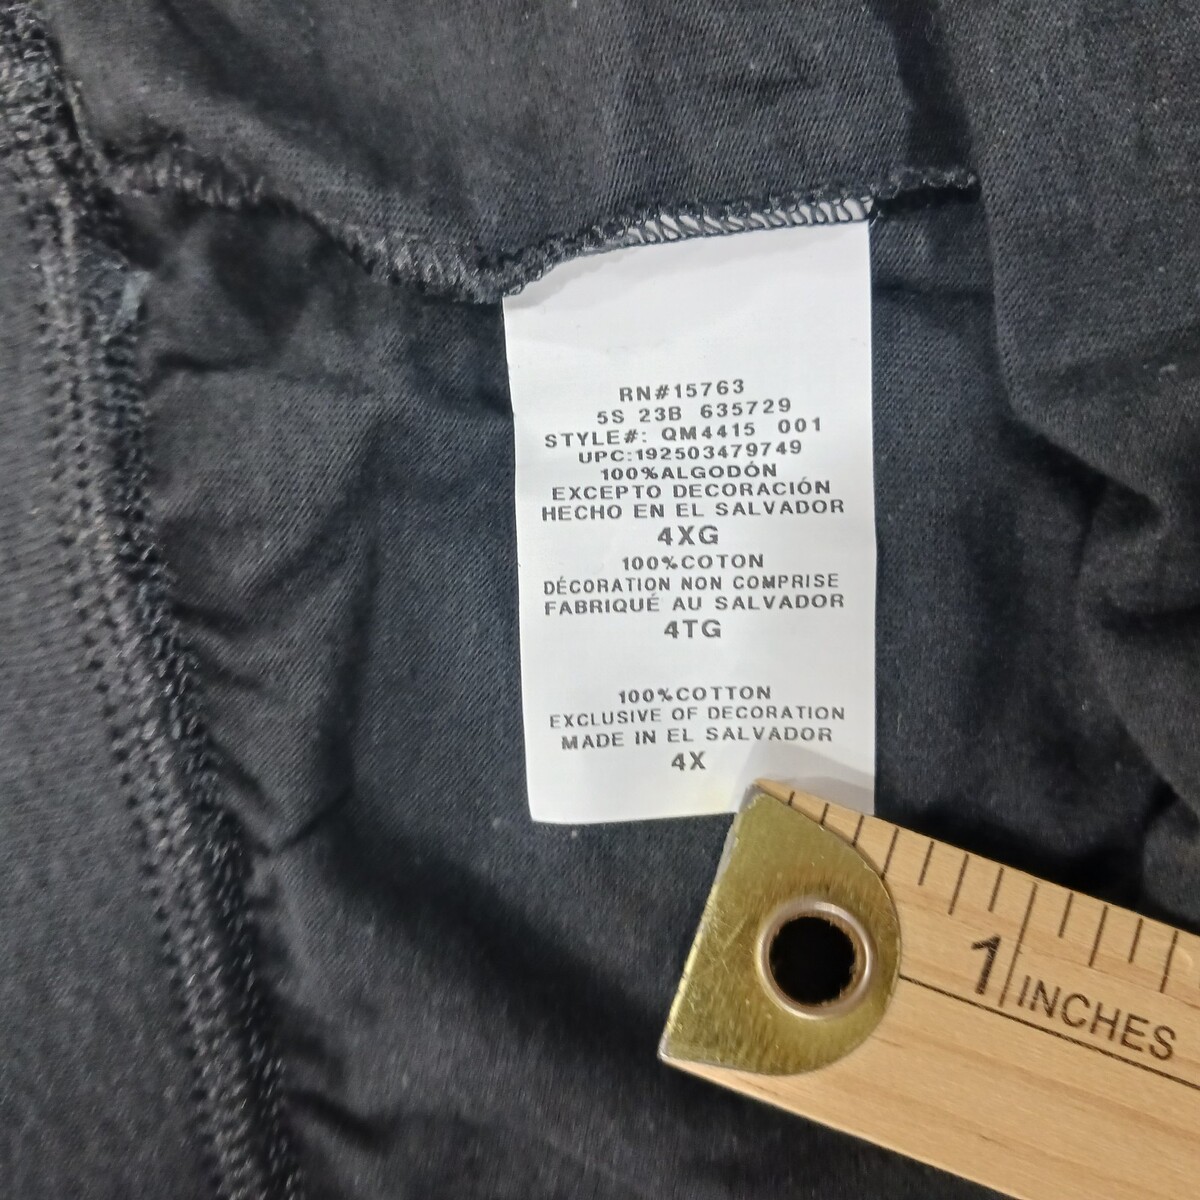 RN#15763
5S 23B 635729
STYLE#: QM4415 001
UPC:192503479749
100%ALGODÓN
EXCEPTO DECORACIÓN
HECHO EN EL SALVADOR
4XG
100%COTON
DÉCORATION NON COMPRISE
FABRIQUÉ AU SALVADOR
4TG
100%COTTON
EXCLUSIVE OF DECORATION
MADE IN EL SALVADOR
4X
1 INCHES